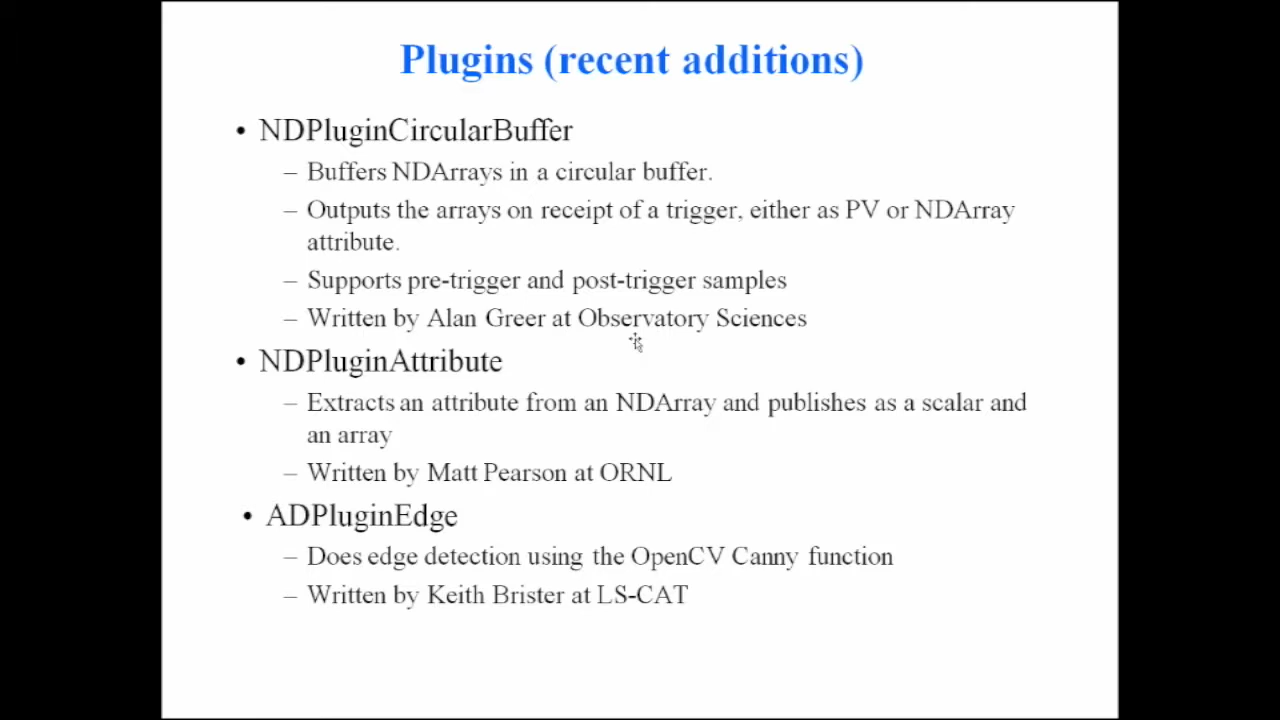 Plugins (recent additions)
• NDPluginCircularBuffer
– Buffers NDArrays in a circular buffer.
– Outputs the arrays on receipt of a trigger, either as PV or NDArray
attribute.
– Supports pre-trigger and post-trigger samples
– Written by Alan Greer at Observatory Sciences
• NDPluginAttribute
– Extracts an attribute from an NDArray and publishes as a scalar and
an array
– Written by Matt Pearson at ORNL
• ADPluginEdge
– Does edge detection using the OpenCV Canny function
– Written by Keith Brister at LS-CAT